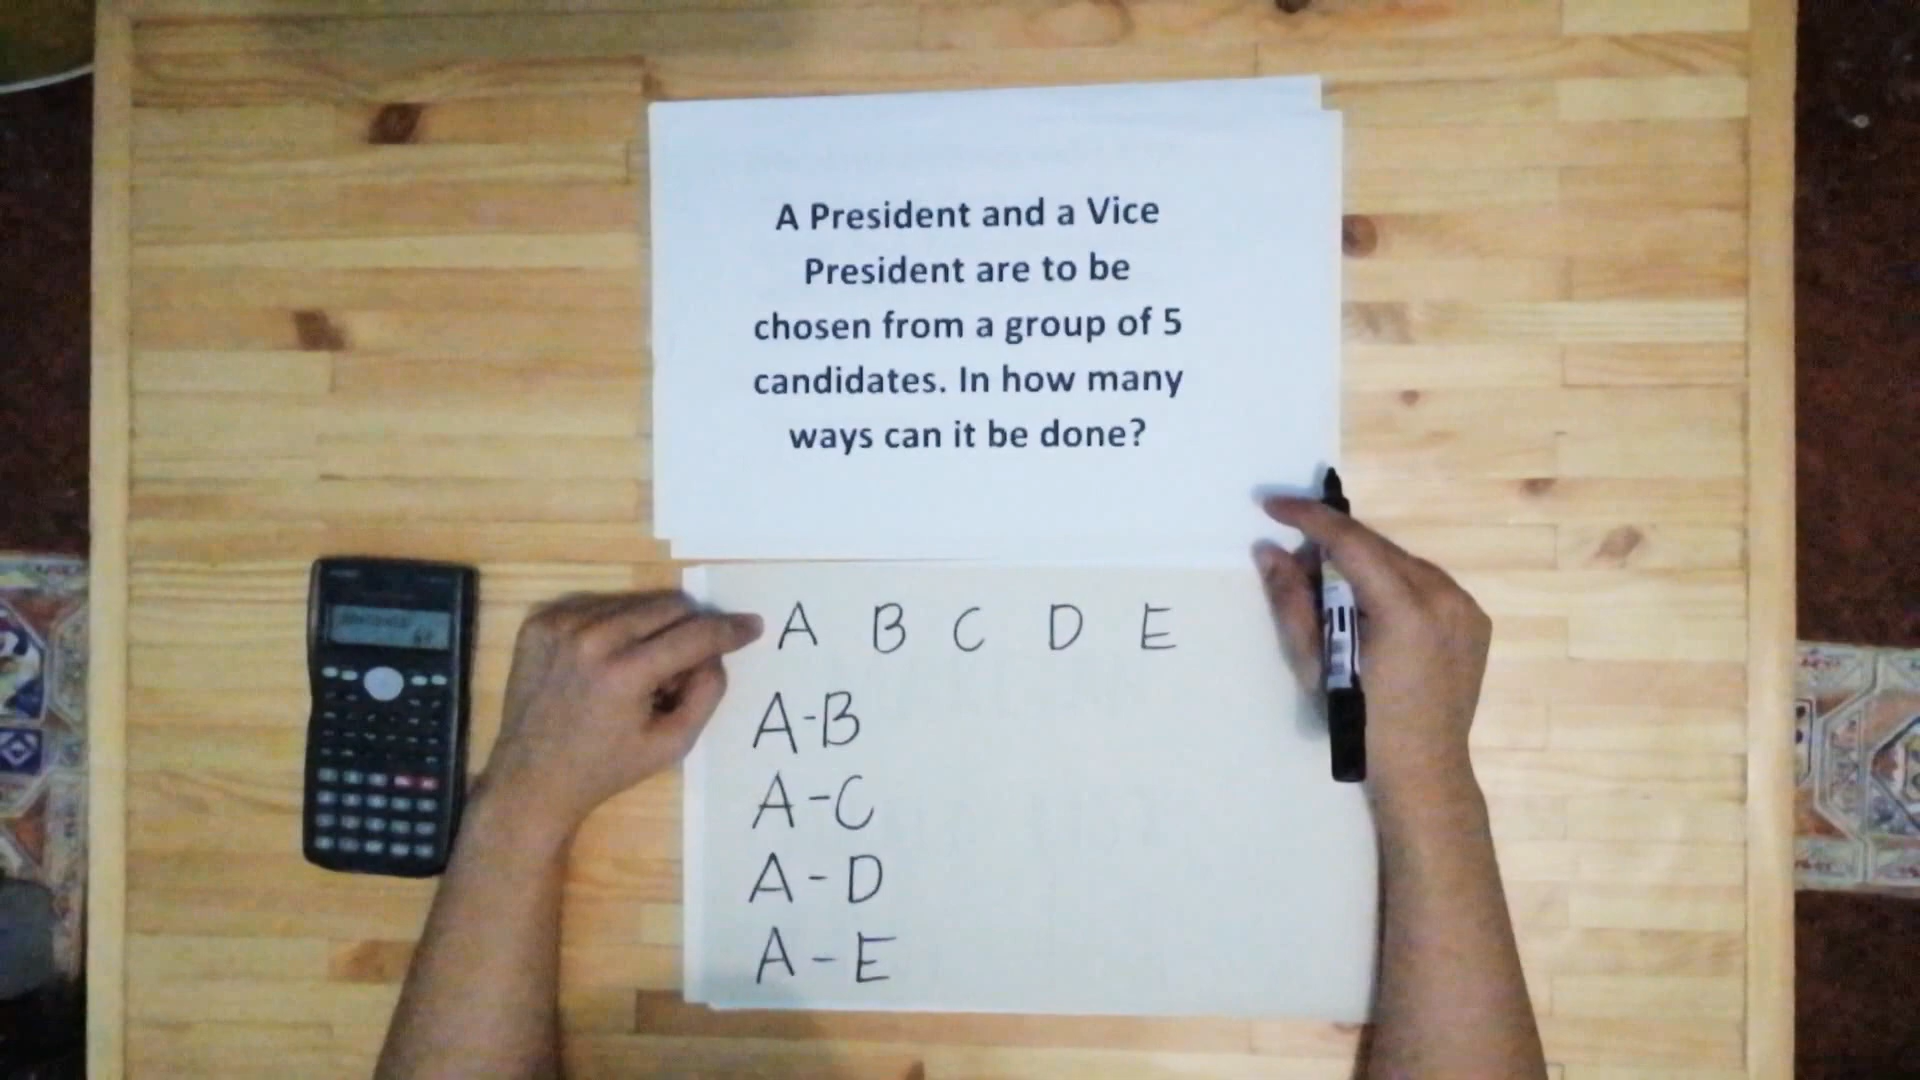 A President and a Vice
President are to be
chosen from a group of 5
candidates. In how many
ways can it be done?
A B C D E
A-B
A-C
A-D
A-E